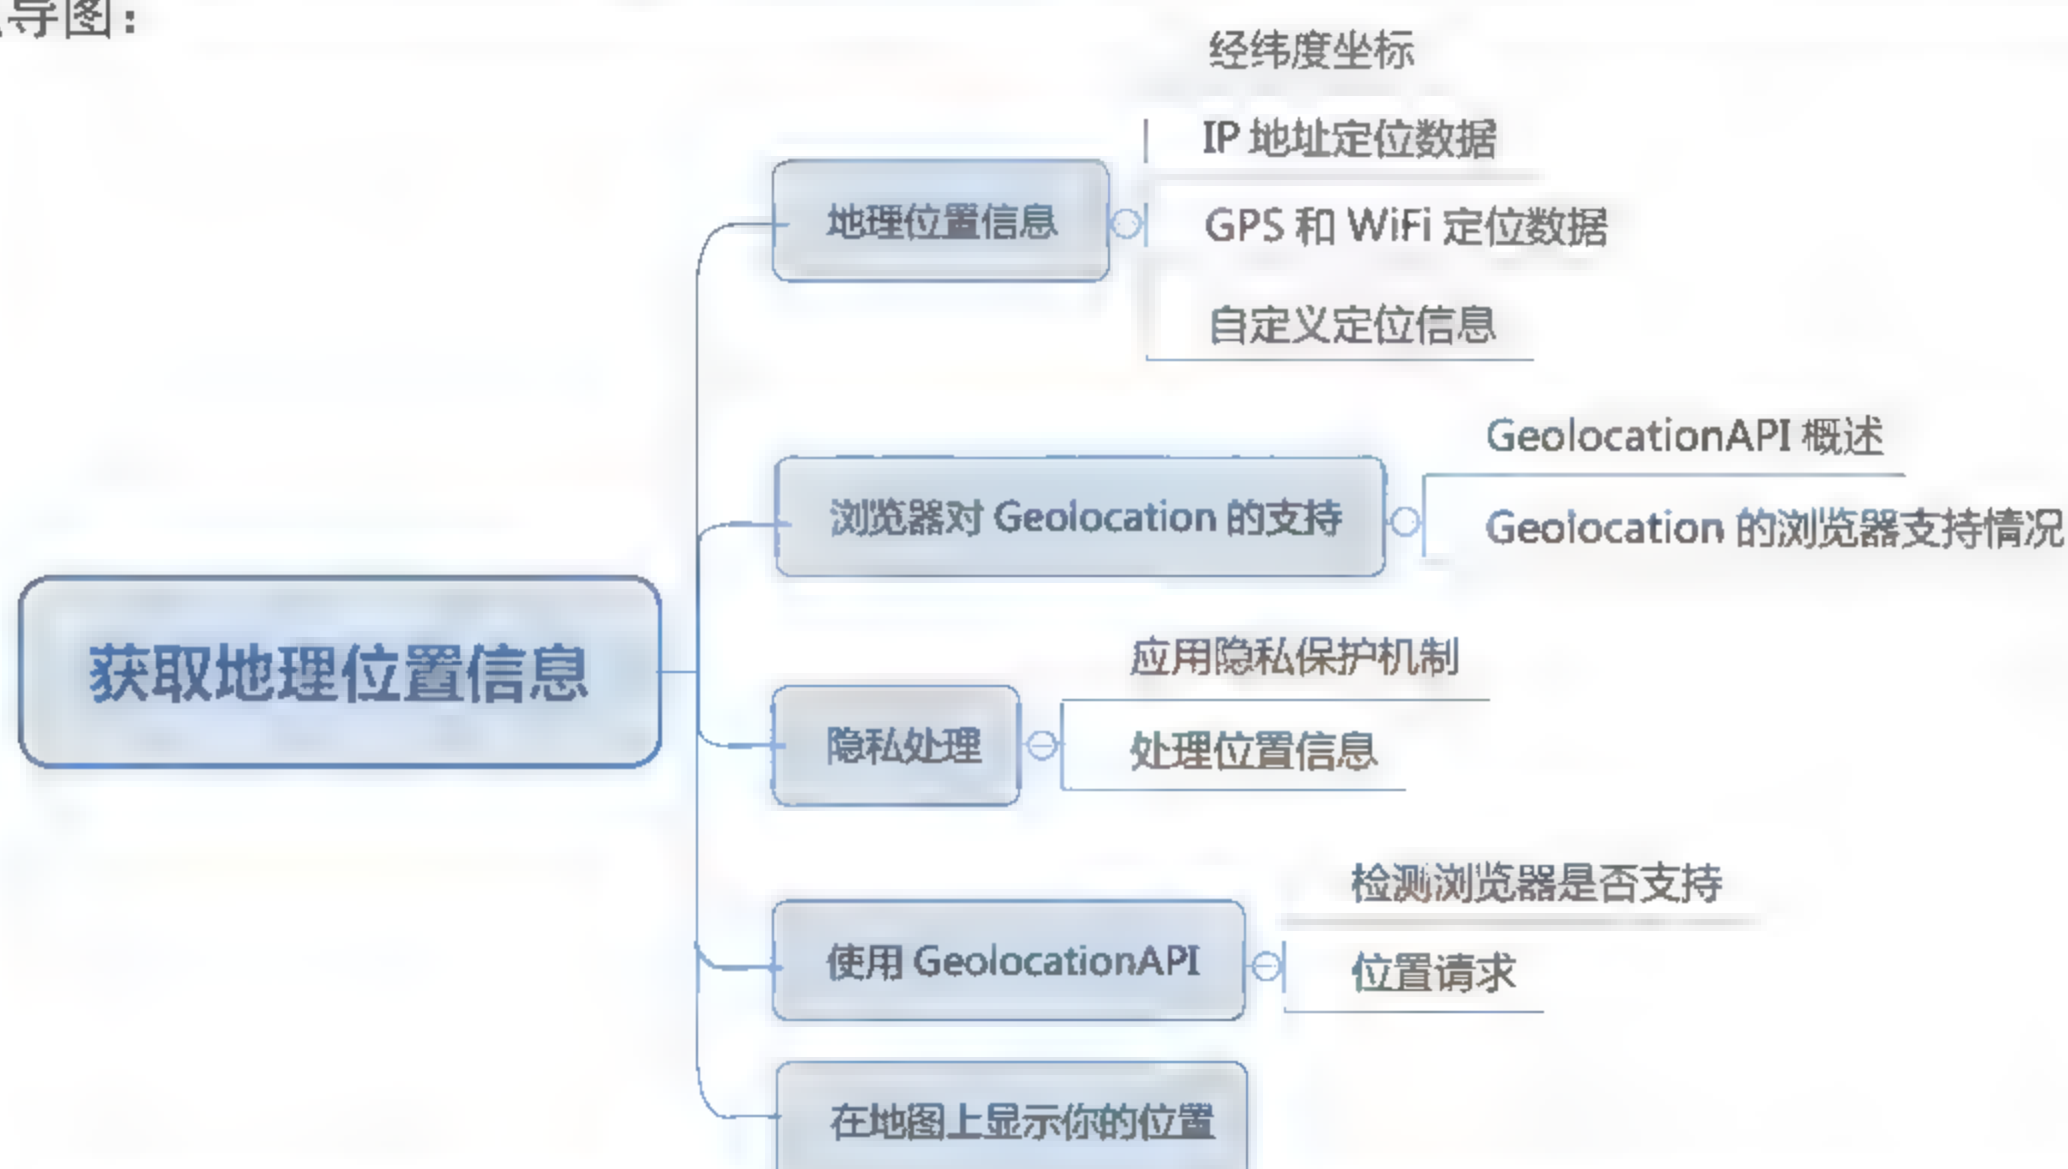 导图：
经纬度坐标
IP 地址定位数据
地理位置信息
GPS 和 WiFi 定位数据
自定义定位信息
GeolocationAPI 概述
浏览器对 Geolocation 的支持
Geolocation 的浏览器支持情况
应用隐私保护机制
获取地理位置信息
隐私处理
处理位置信息
检测浏览器是否支持
使用 GeolocationAPI
位置请求
在地图上显示你的位置